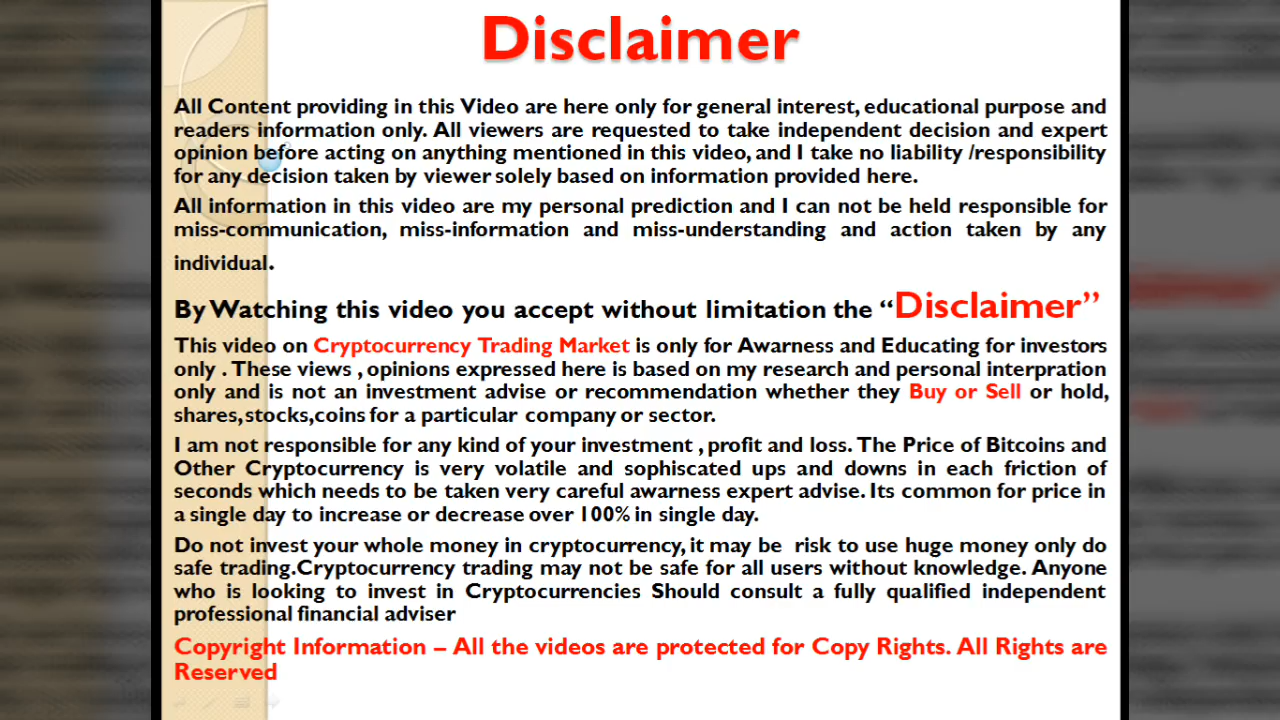 Disclaimer
All Content providing in this Video are here only for general interest, educational purpose and
readers information only. All viewers are requested to take independent decision and expert
opinion before acting on anything mentioned in this video, and I take no liability /responsibility
for any decision taken by viewer solely based on information provided here.
All information in this video are my personal prediction and I can not be held responsible for
miss-communication, miss-information and miss-understanding and action taken by any
individual.
By Watching this video you accept without limitation the “Disclaimer”
This video on Cryptocurrency Trading Market is only for Awarness and Educating for investors
only . These views , opinions expressed here is based on my research and personal interpration
only and is not an investment advise or recommendation whether they Buy or Sell or hold,
shares,stocks,coins for a particular company or sector.
I am not responsible for any kind of your investment , profit and loss. The Price of Bitcoins and
Other Cryptocurrency is very volatile and sophiscated ups and downs in each friction of
seconds which needs to be taken very careful awarness expert advise. Its common for price in
a single day to increase or decrease over 100% in single day.
Do not invest your whole money in cryptocurrency, it may be risk to use huge money only do
safe trading.Cryptocurrency trading may not be safe for all users without knowledge. Anyone
who is looking to invest in Cryptocurrencies Should consult a fully qualified independent
professional financial adviser
Copyright Information – All the videos are protected for Copy Rights. All Rights are
Reserved